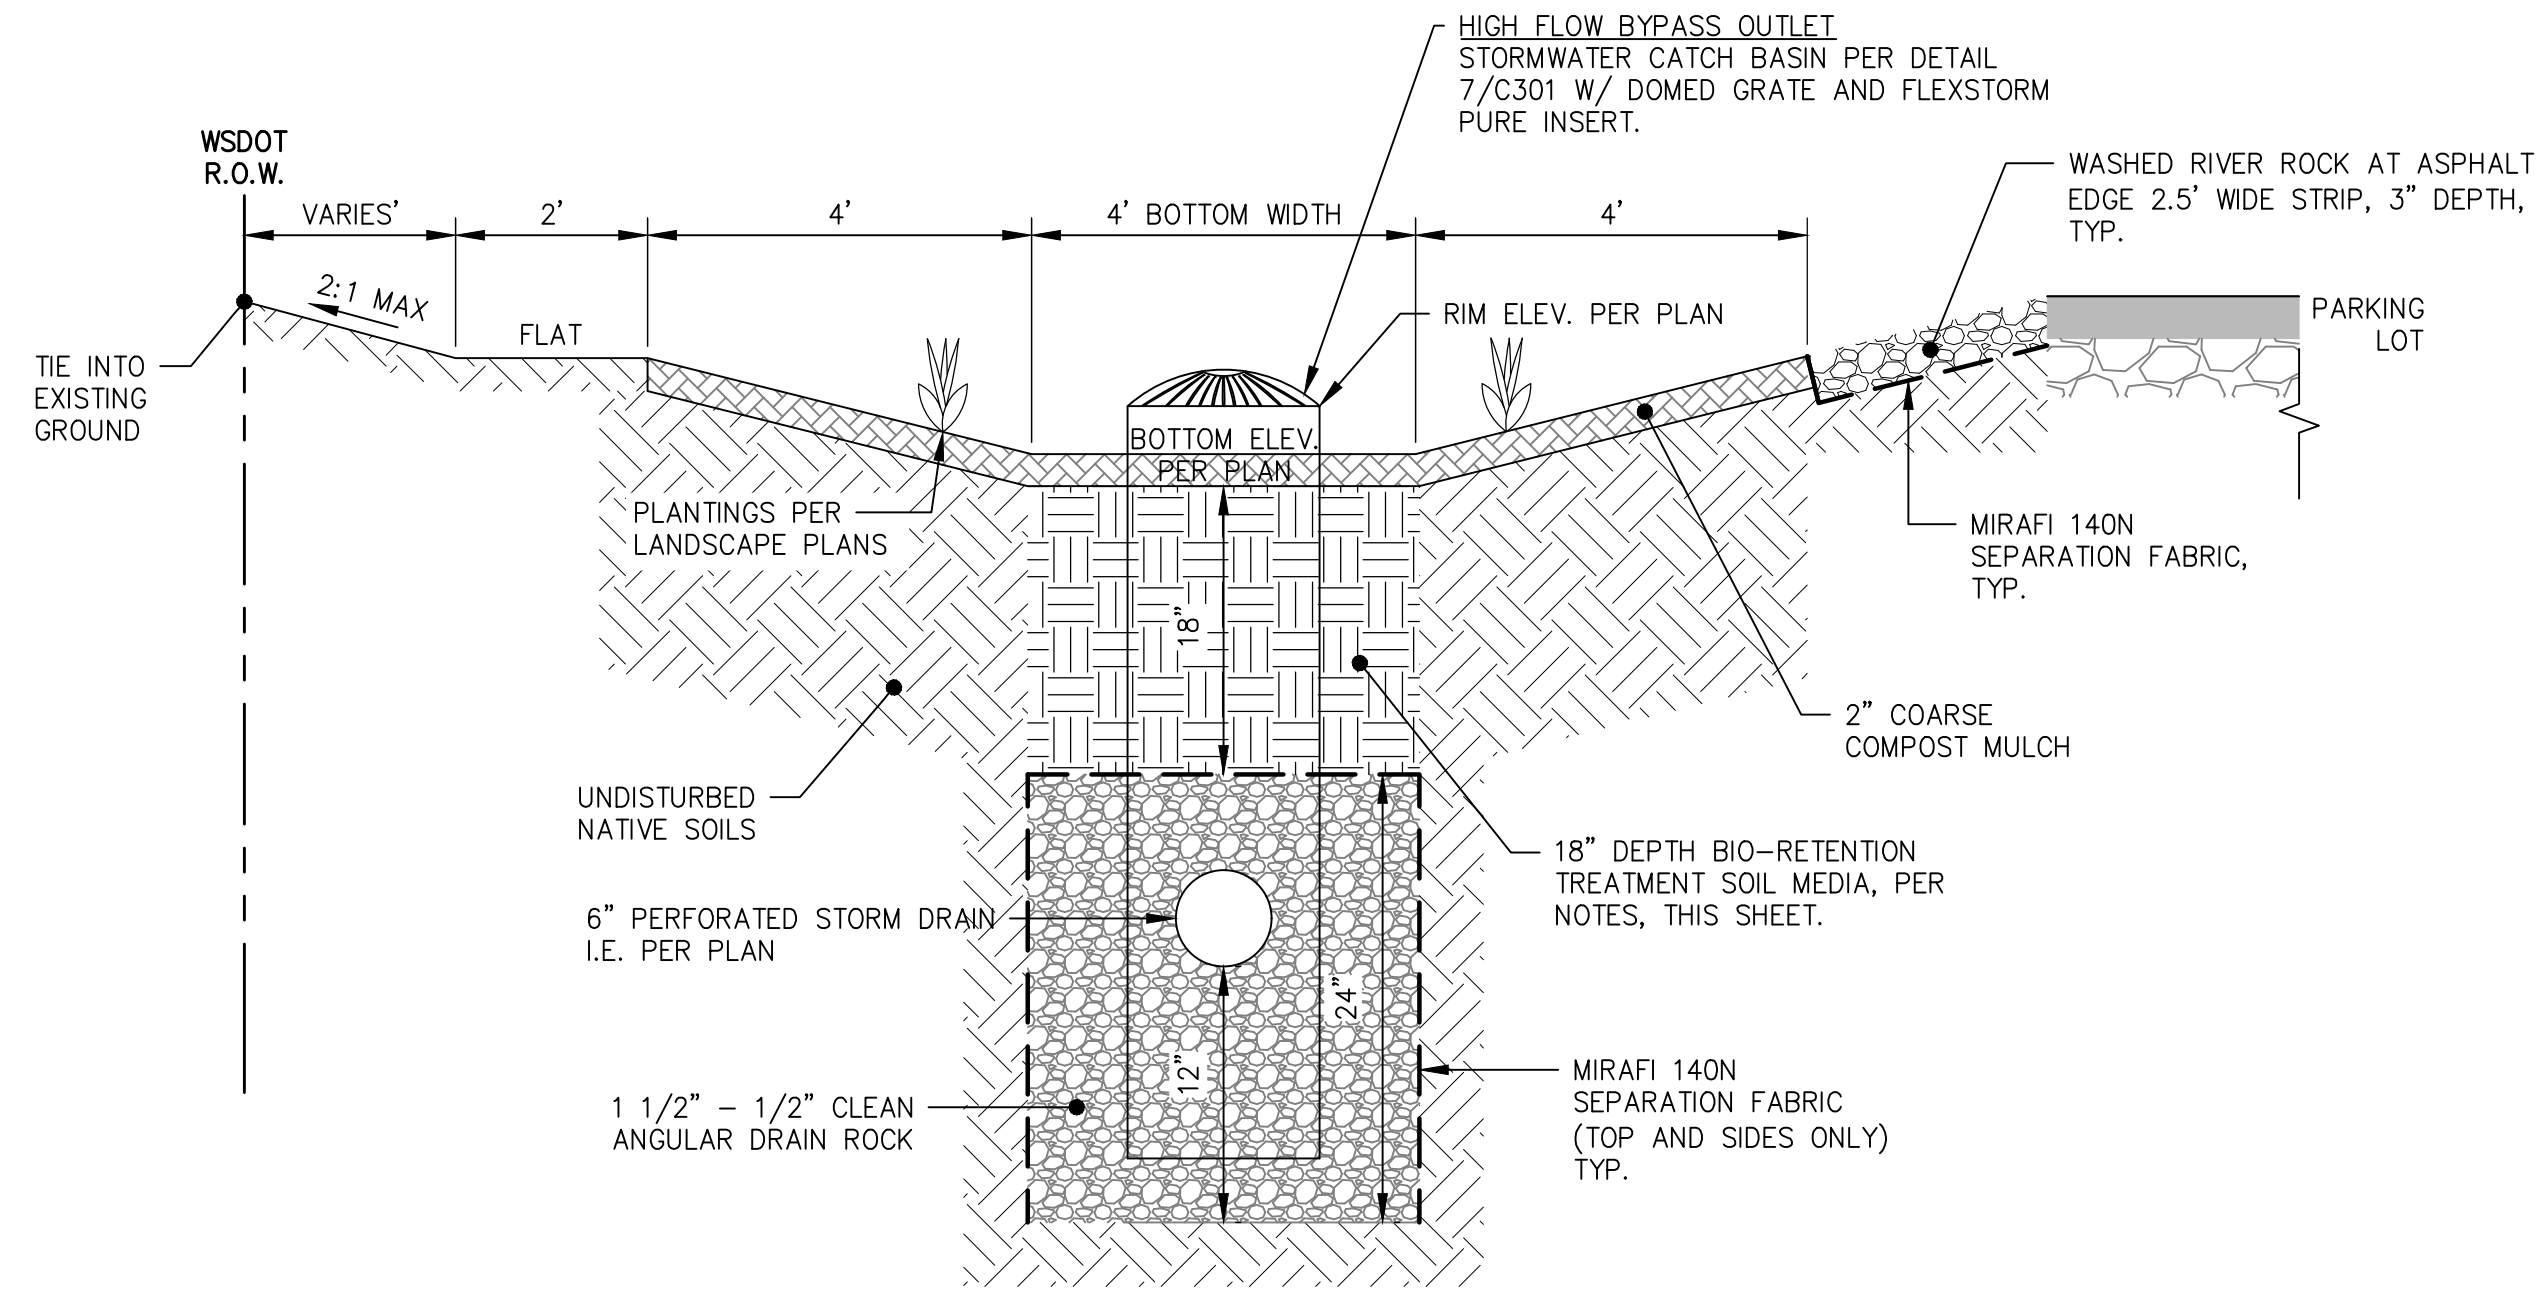 HIGH FLOW BYPASS OUTLET
STORMWATER CATCH BASIN PER DETAIL
7/C301 W/ DOMED GRATE AND FLEXSTORM
PURE INSERT.
WSDOT
R.O.W.
WASHED RIVER ROCK AT ASPHALT
EDGE 2.5' WIDE STRIP, 3" DEPTH,
TYP.
VARIES'
2'
4'
4' BOTTOM WIDTH
4'
2:1 MAX
FLAT
RIM ELEV. PER PLAN
PARKING
LOT
TIE INTO
EXISTING
GROUND
BOTTOM ELEV.
PER PLAN
PLANTINGS PER
LANDSCAPE PLANS
MIRAFI 140N
SEPARATION FABRIC,
TYP.
18"
2" COARSE
COMPOST MULCH
UNDISTURBED
NATIVE SOILS
18" DEPTH BIO-RETENTION
TREATMENT SOIL MEDIA, PER
NOTES, THIS SHEET.
6" PERFORATED STORM DRAIN
I.E. PER PLAN
24"
12"
MIRAFI 140N
SEPARATION FABRIC
(TOP AND SIDES ONLY)
TYP.
1 1/2" - 1/2" CLEAN
ANGULAR DRAIN ROCK